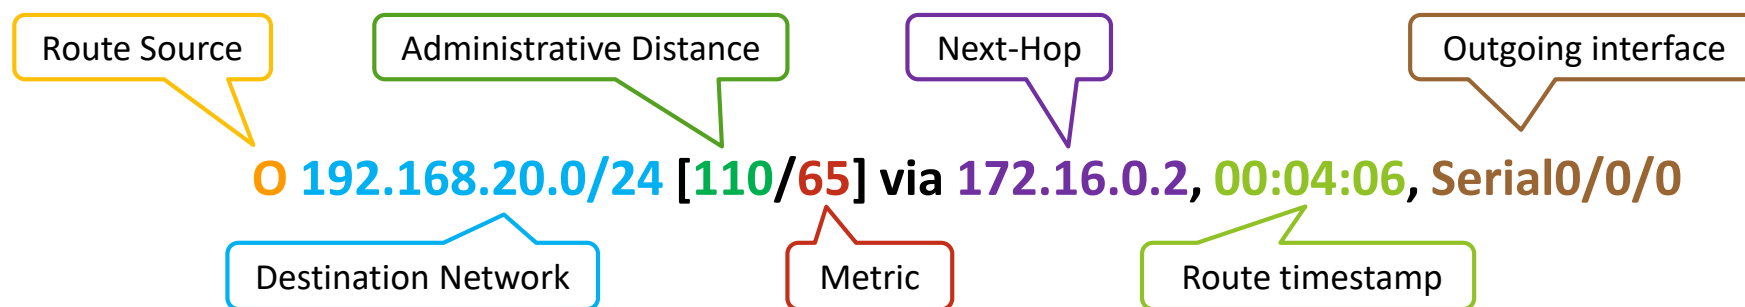 Route Source
Administrative Distance
Next-Hop
Outgoing interface
O 192.168.20.0/24 [110/65] via 172.16.0.2, 00:04:06, Serial0/0/0
Destination Network
Metric
Route timestamp